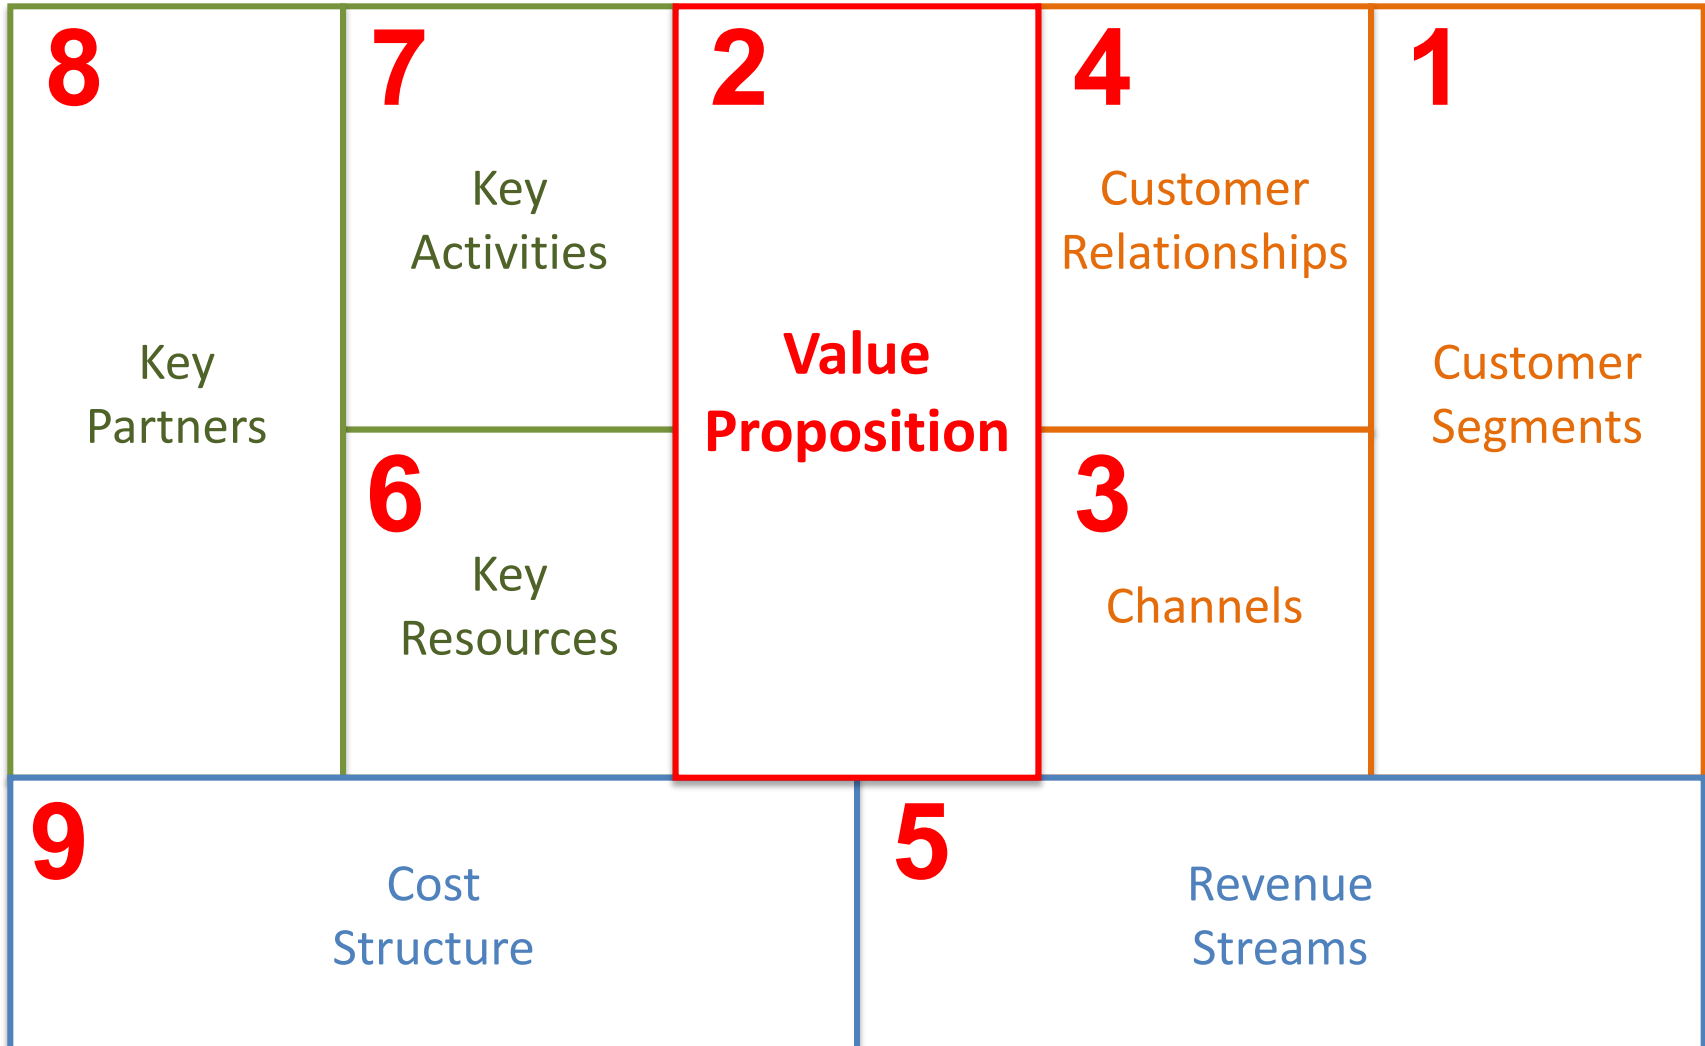 8
Key
Partners
7
Key
Activities
6
Key
Resources
2
Value
Proposition
4
Customer
Relationships
3
Channels
1
Customer
Segments
9
Cost
Structure
5
Revenue
Streams